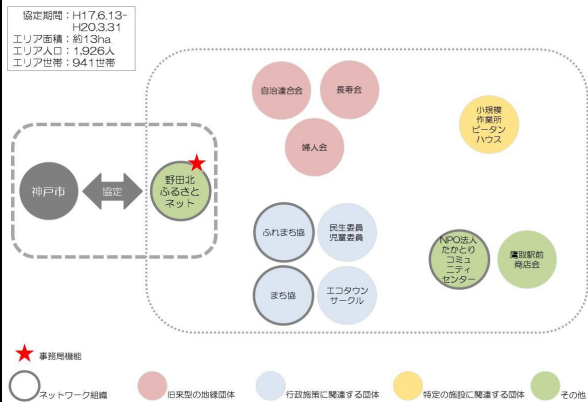 協定期間：H17.6.13-
H20.3.31
エリア面積：約13ha
エリア人口：1,926人
エリア世帯：941世帯
自治連合会
長寿会
婦人会
小規模
作業所
ピータン
ハウス
神戸市
協定
野田北
ふるさと
ネット
ふれまち協
民生委員
児童委員
まち協
エコタウン
サークル
NPO法人
たかとり
コミュ
ニティ
センター
鷹取駅前
商店会
事務局機能
ネットワーク組織
旧来型の地縁団体
行政施策に関連する団体
特定の施設に関連する団体
その他